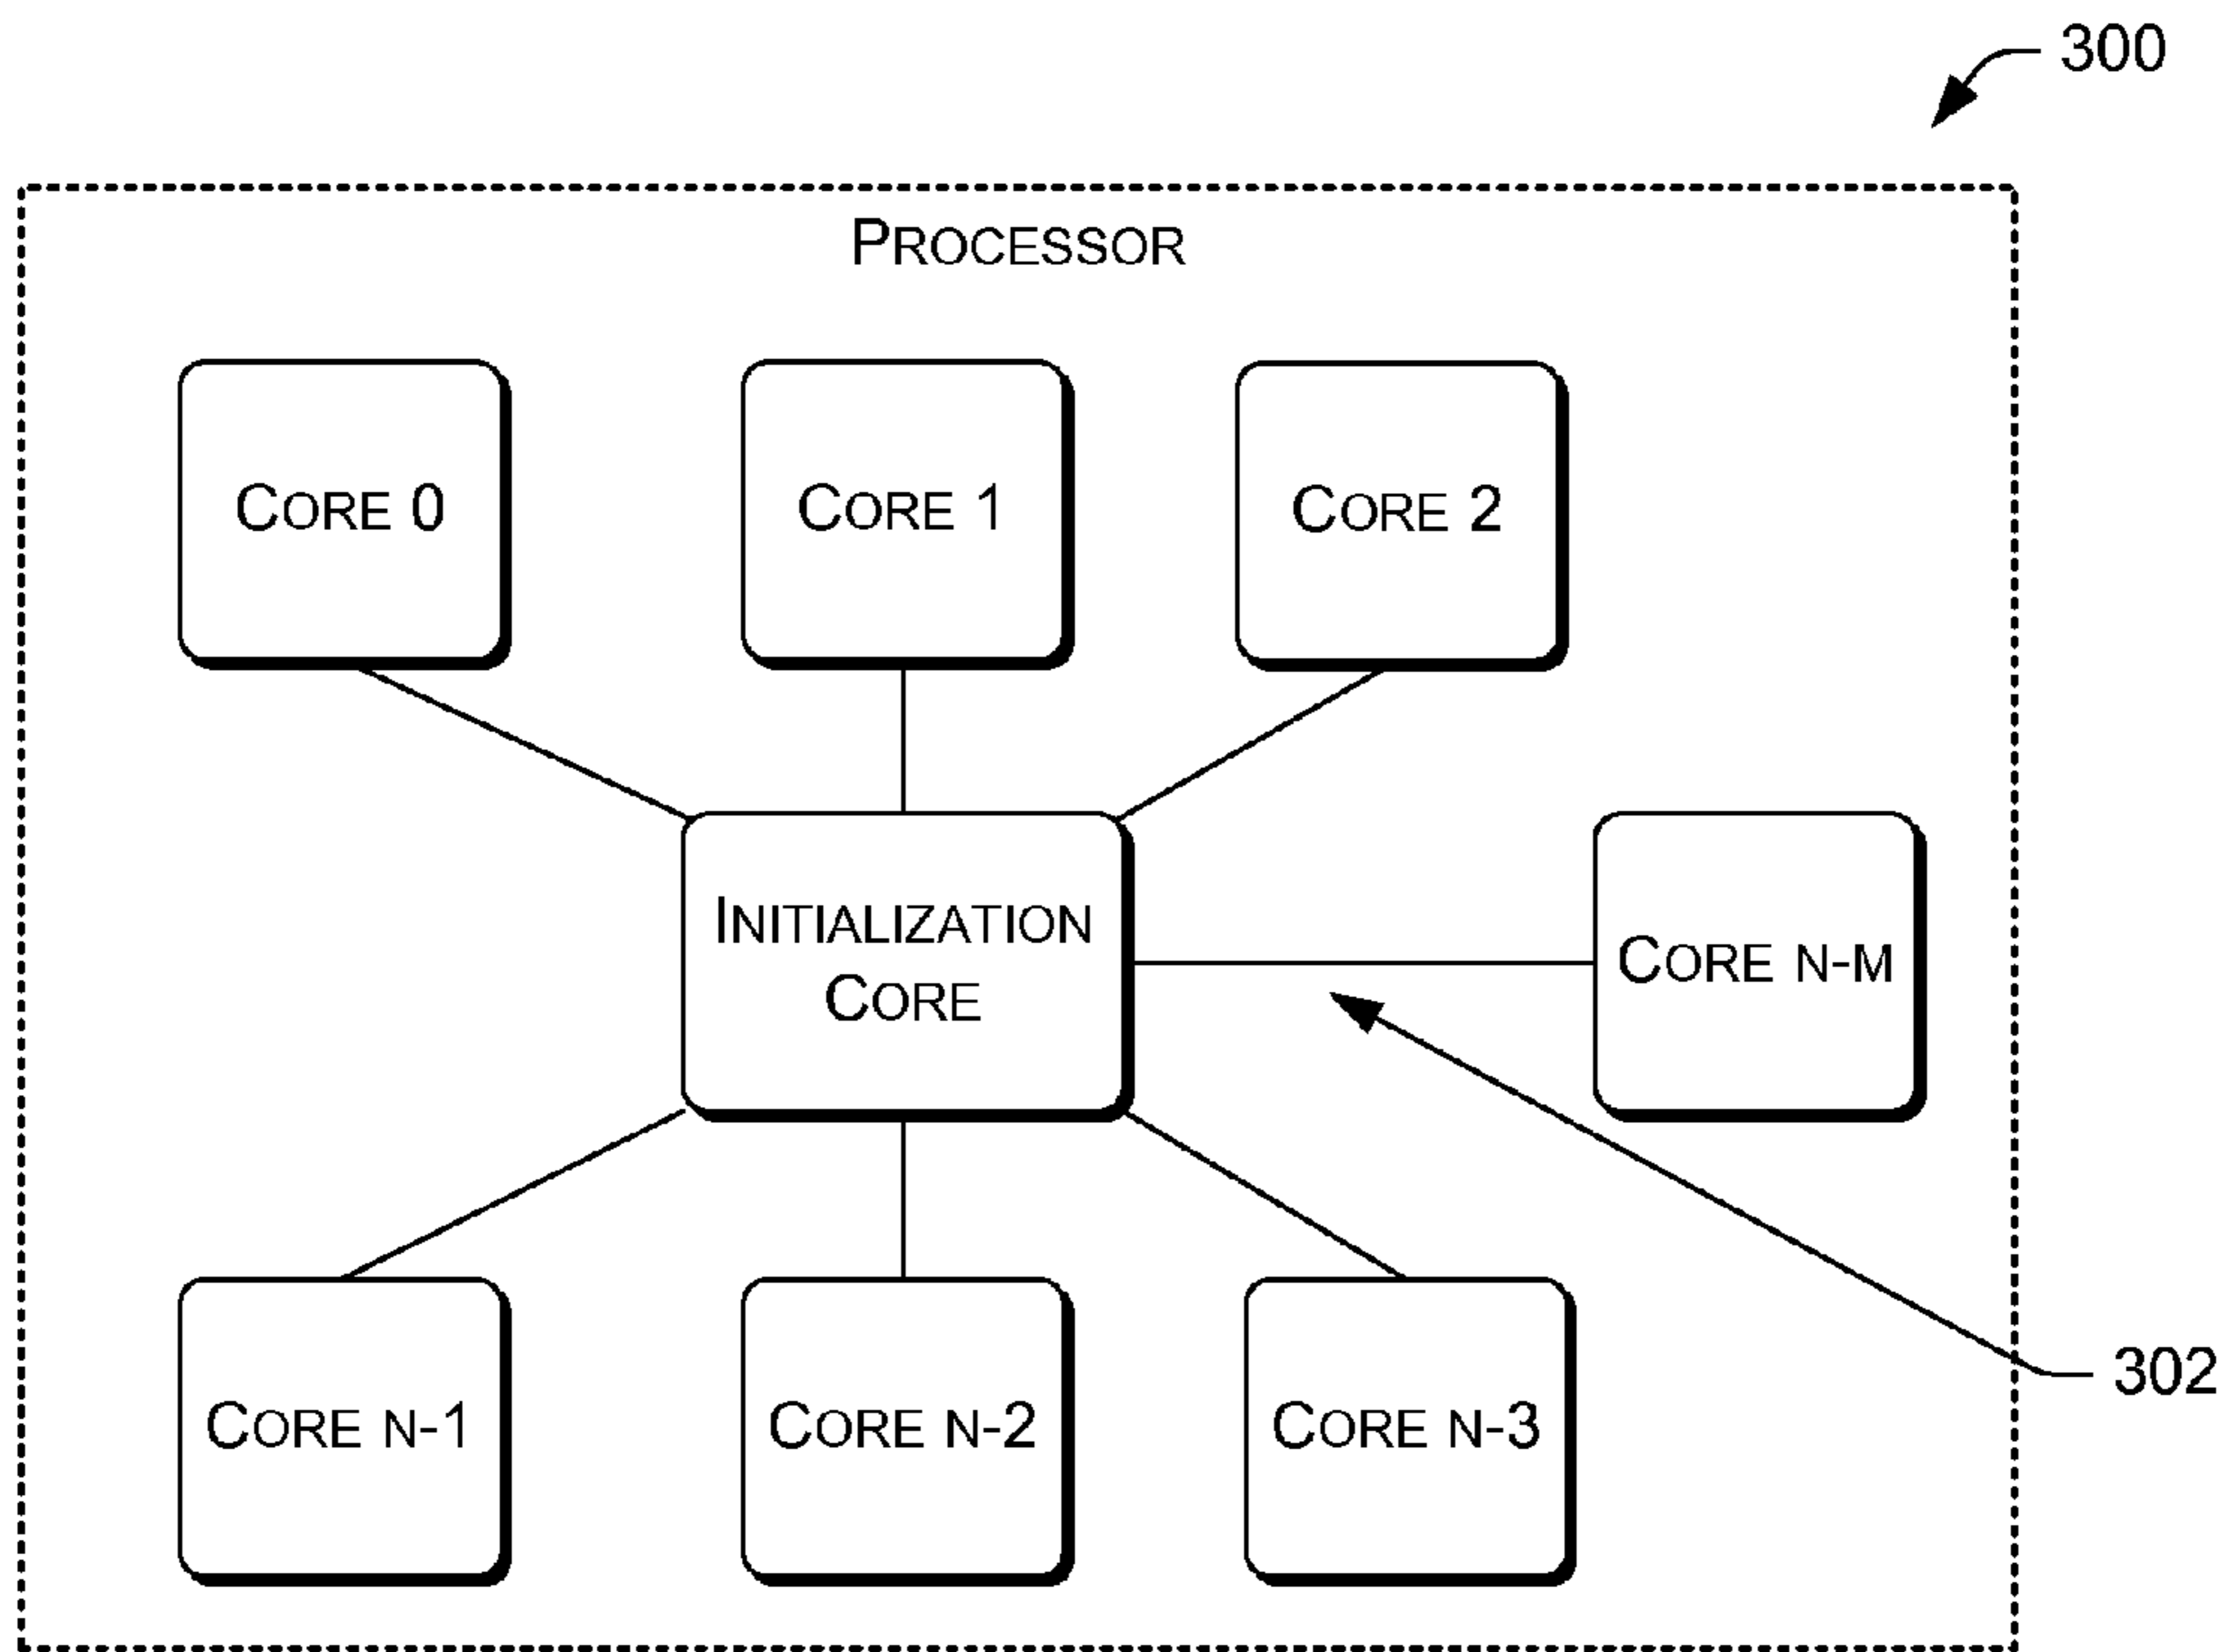 300
PROCESSOR
CORE 0
CORE 1
CORE 2
INITIALIZATION
CORE
CORE N-M
302
CORE N-1
CORE N-2
CORE N-3